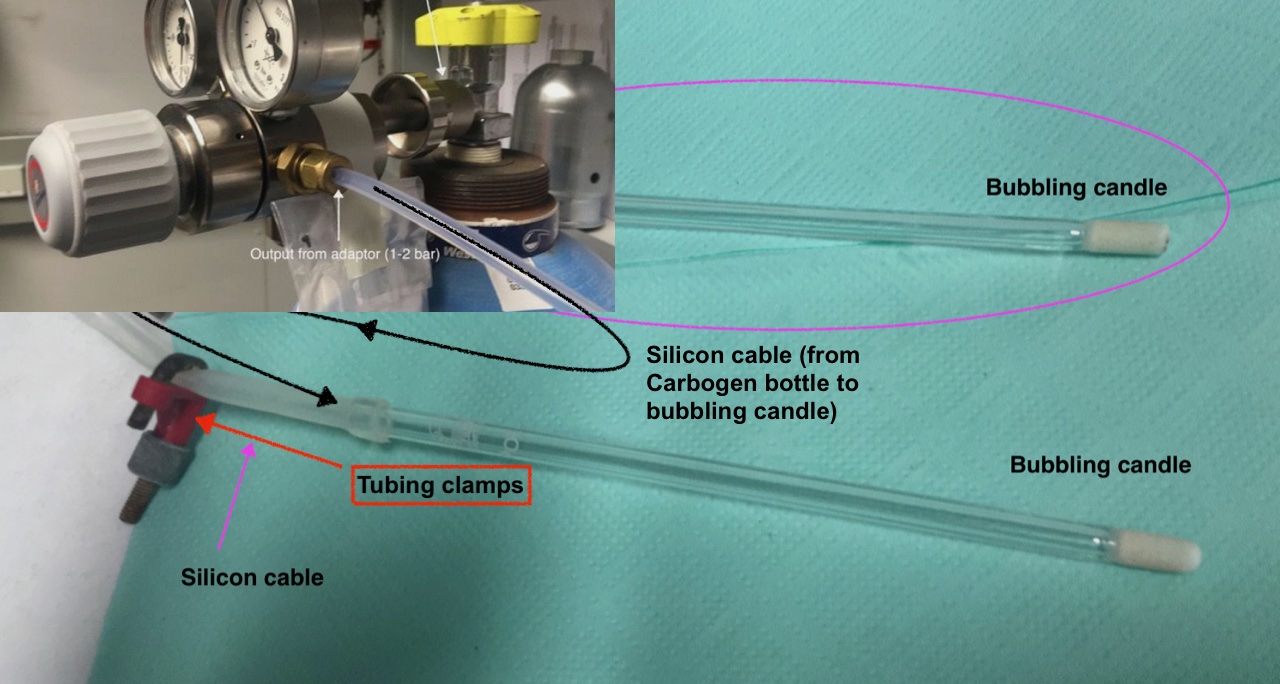 Output from adaptor (1-2 bar)
Bubbling candle
Silicon cable (from
Carbogen bottle to
bubbling candle)
Bubbling candle
Tubing clamps
Silicon cable